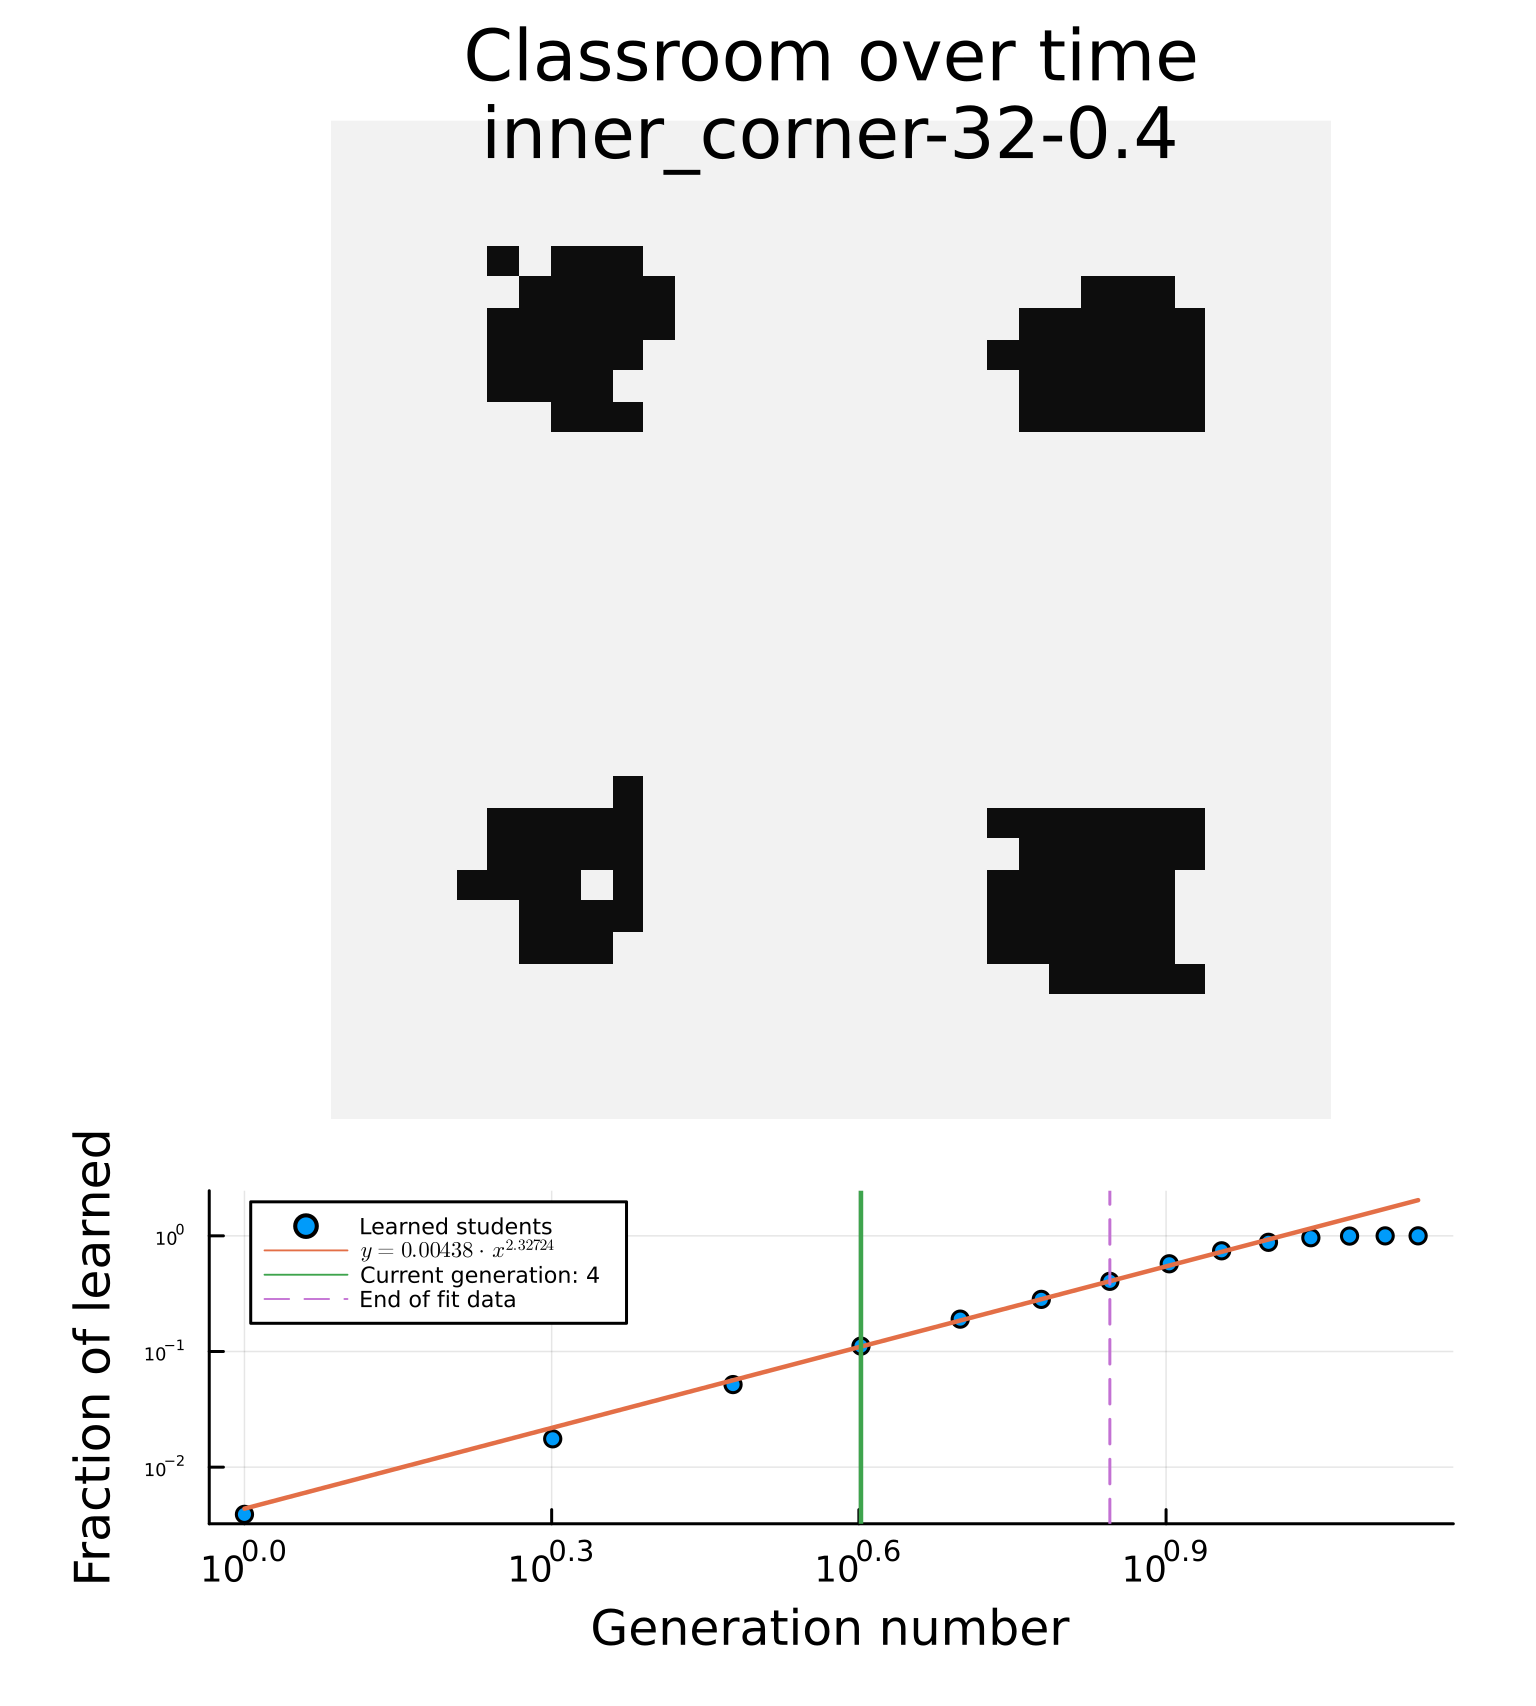 Classroom over time
inner_corner-32-0.4
Fraction of learned
10^0
10^-1
10^-2
Learned students
y = 0.00438 · x^2.32724
Current generation: 4
End of fit data
10^0.0 10^0.3 10^0.6 10^0.9
Generation number